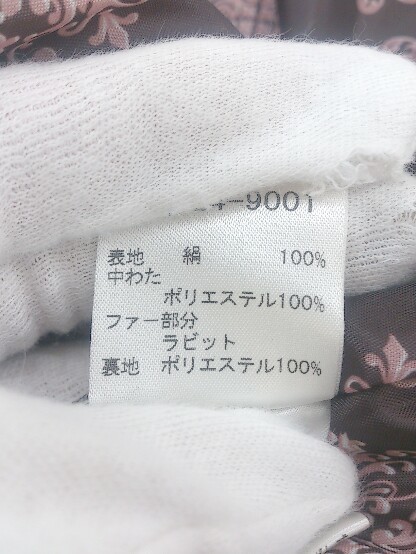 4-9001
表地 絹 100%
中わた
ポリエステル100%
ファー部分
ラビット
裏地 ポリエステル100%